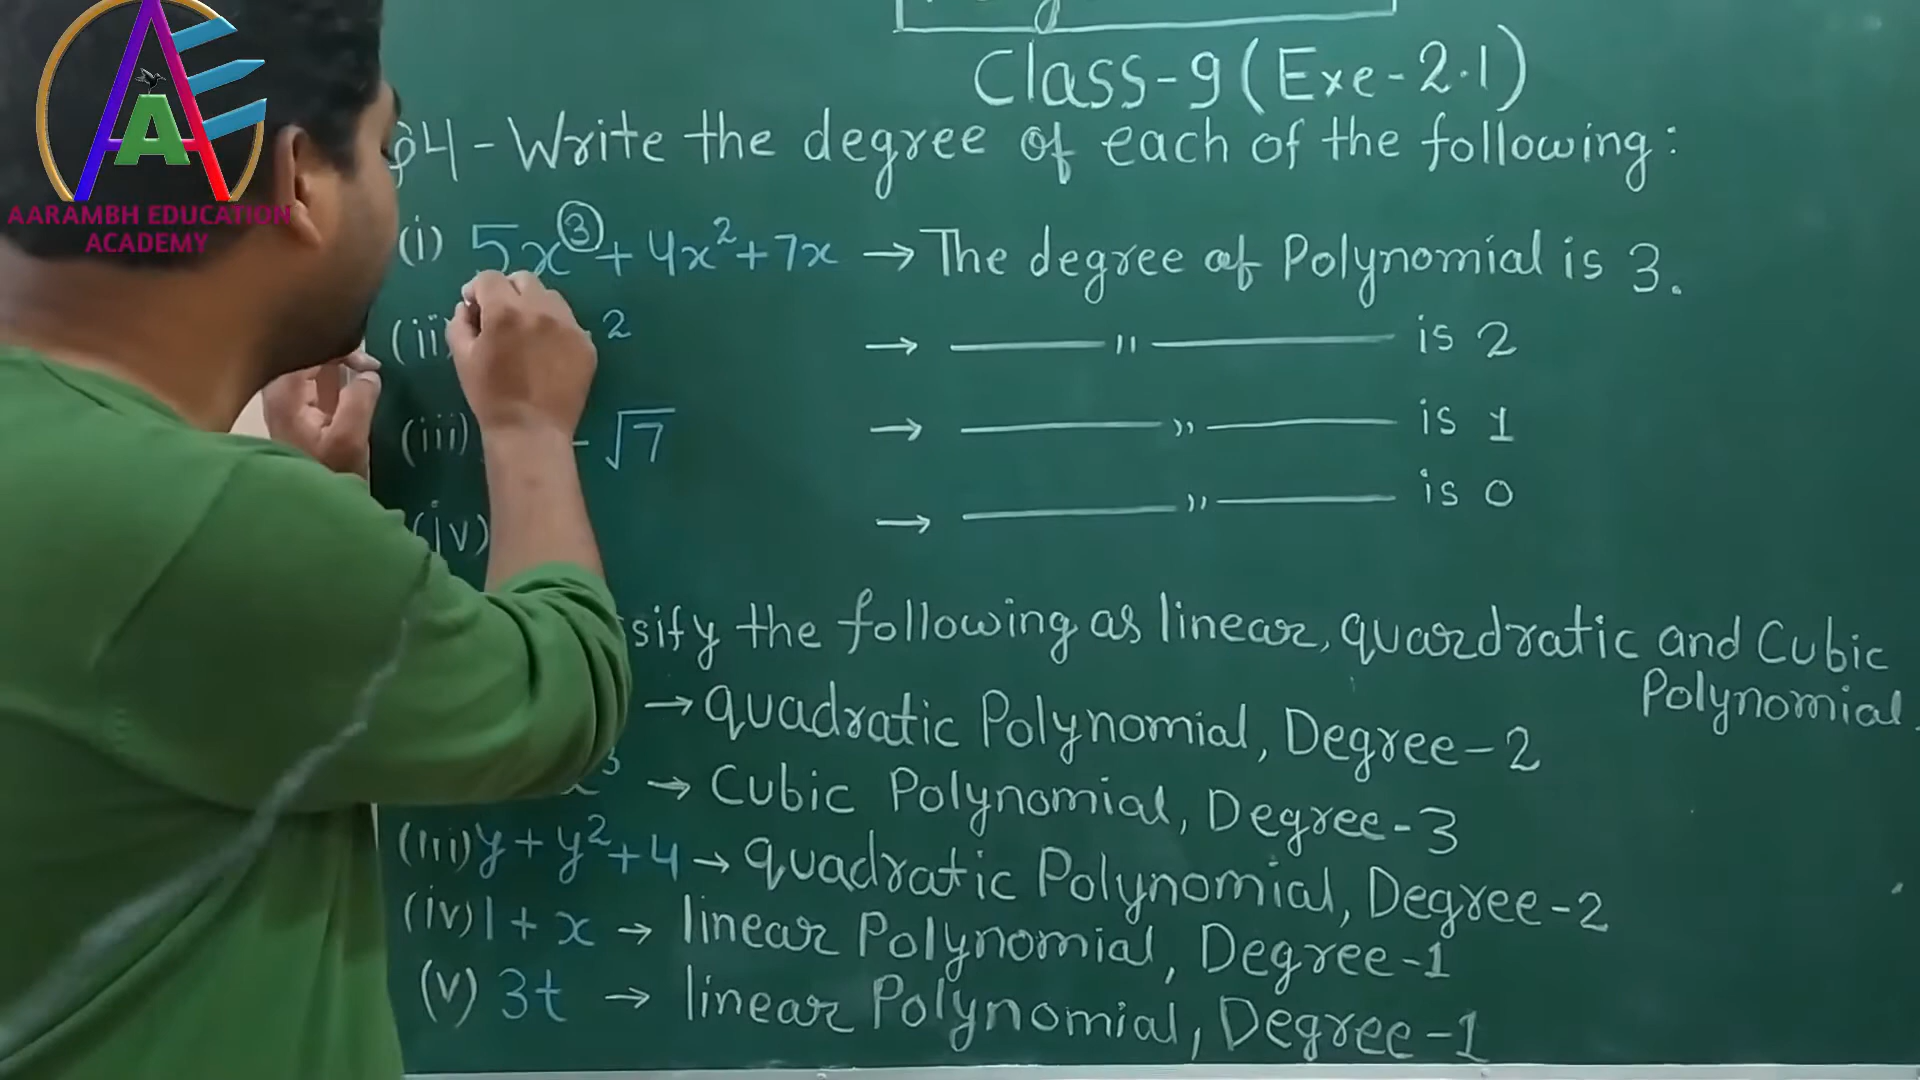 AARAMBH EDUCATION
ACADEMY
Class-9 (Exe-2.1)
Q4 - Write the degree of each of the following:
(i) 5x³ + 4x² + 7x → The degree of Polynomial is 3.
(ii) 2 → —— " —— is 2
(iii) - √7 → —— " —— is 1
(iv) → —— " —— is 0
sify the following as linear, quardratic and Cubic
Polynomial.
→ quadratic Polynomial, Degree-2
x³ → Cubic Polynomial, Degree-3
(iii) y + y² + 4 → quadratic Polynomial, Degree-2
(iv) 1 + x → linear Polynomial, Degree-1
(v) 3t → linear Polynomial, Degree-1